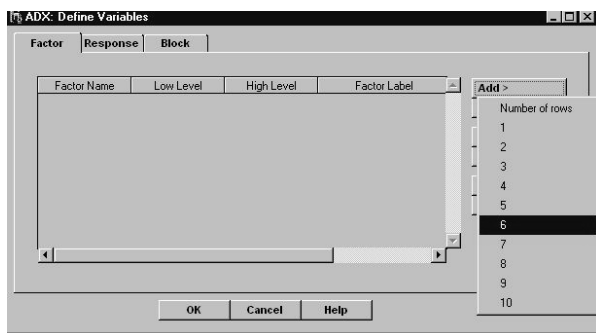 ADX: Define Variables
Factor Response Block
Factor Name Low Level High Level Factor Label
Add >
Number of rows
1
2
3
4
5
6
7
8
9
10
OK Cancel Help